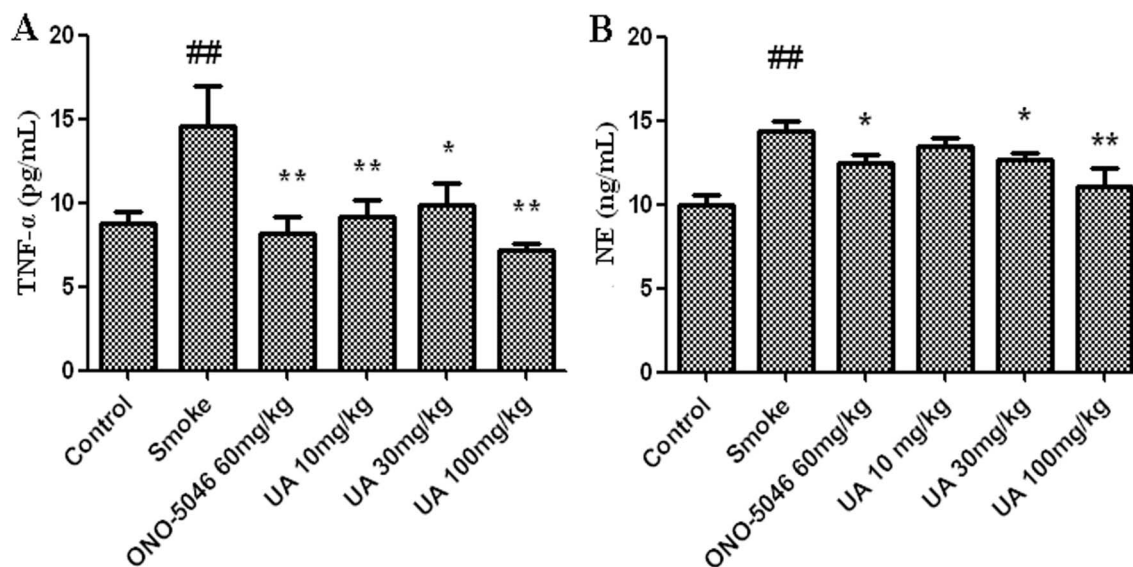 A
TNF-α (pg/mL)
20
15
10
5
0
##
**
**
*
**
Control
Smoke
ONO-5046 60mg/kg
UA 10mg/kg
UA 30mg/kg
UA 100mg/kg
B
NE (ng/mL)
20
15
10
5
0
##
*
*
**
Control
Smoke
ONO-5046 60mg/kg
UA 10 mg/kg
UA 30mg/kg
UA 100mg/kg